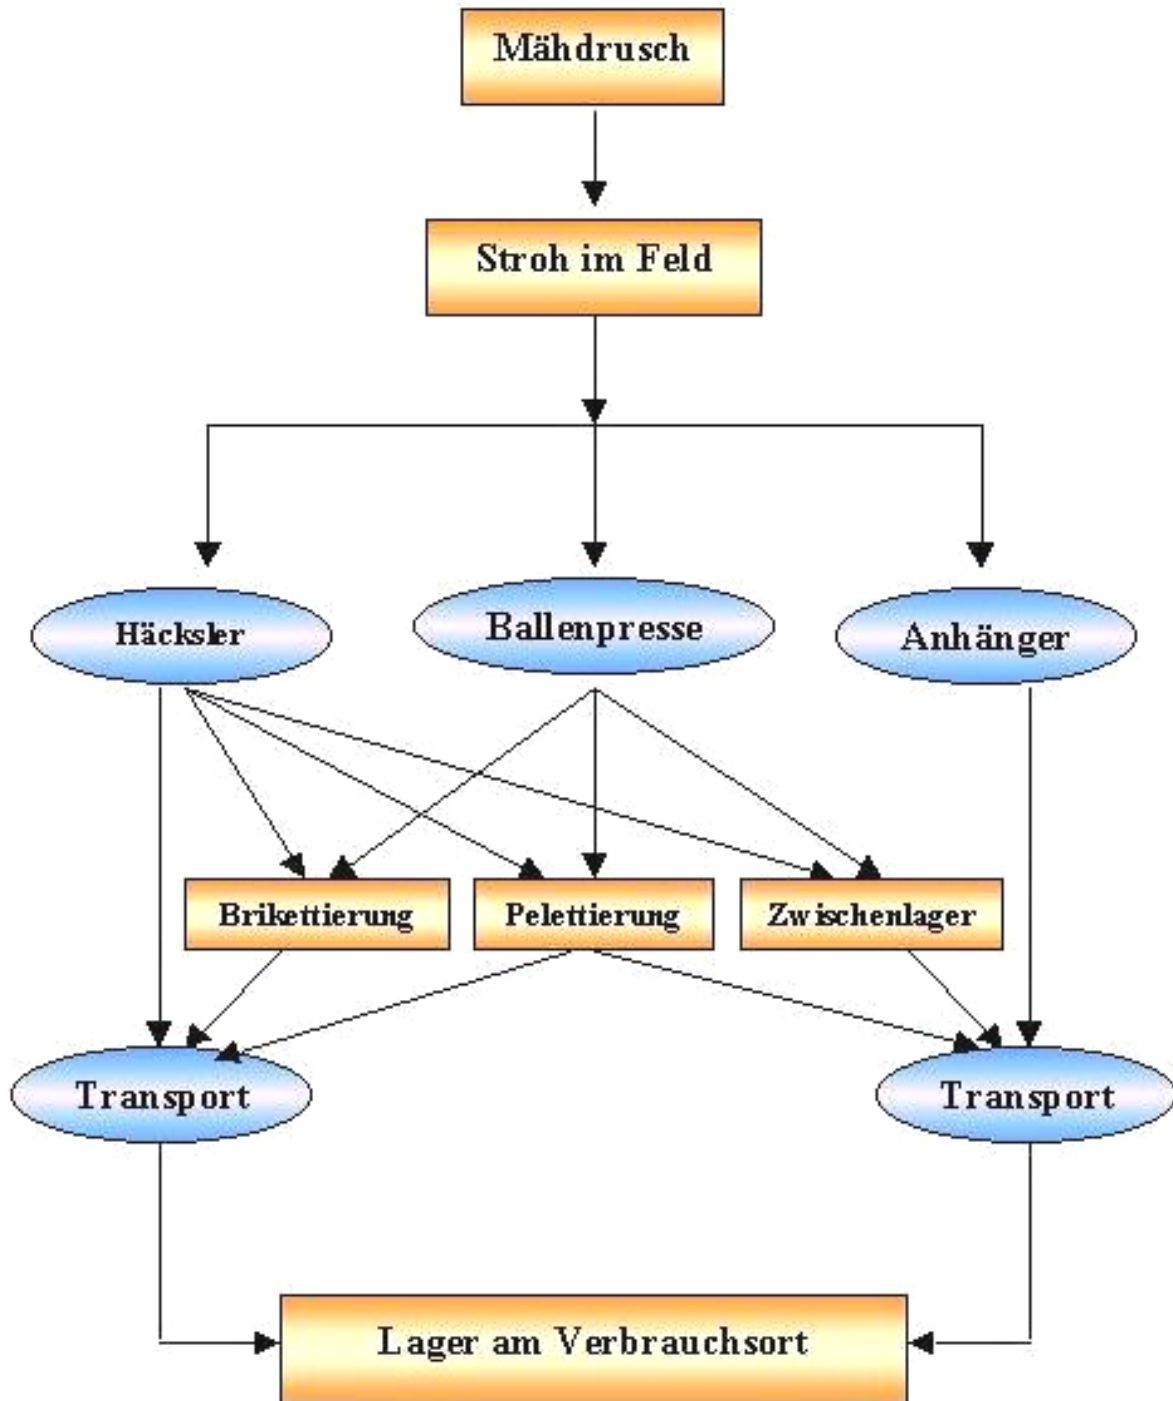 Mähdrusch
Stroh im Feld
Häcksler
Ballenpresse
Anhänger
Brikettierung
Pelettierung
Zwischenlager
Transport
Transport
Lager am Verbrauchsort